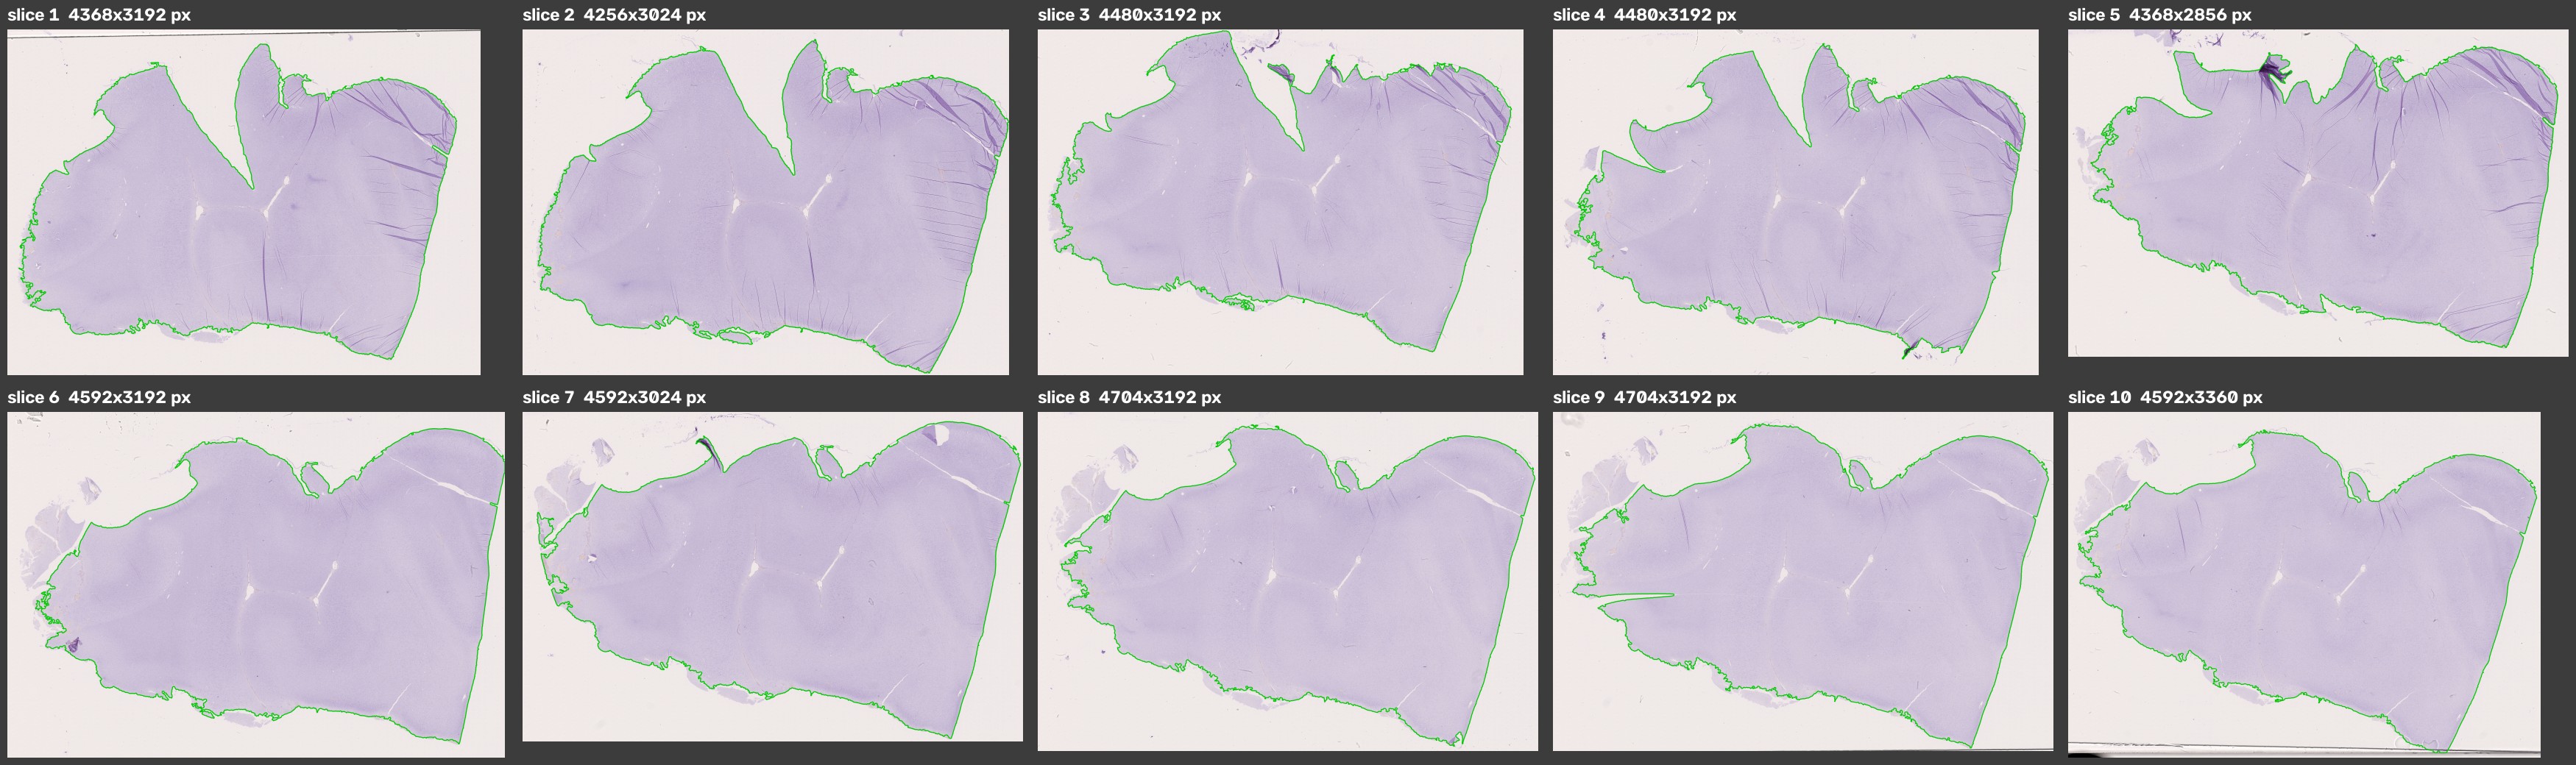 slice 1 4368x3192 px
slice 2 4256x3024 px
slice 3 4480x3192 px
slice 4 4480x3192 px
slice 5 4368x2856 px
slice 6 4592x3192 px
slice 7 4592x3024 px
slice 8 4704x3192 px
slice 9 4704x3192 px
slice 10 4592x3360 px